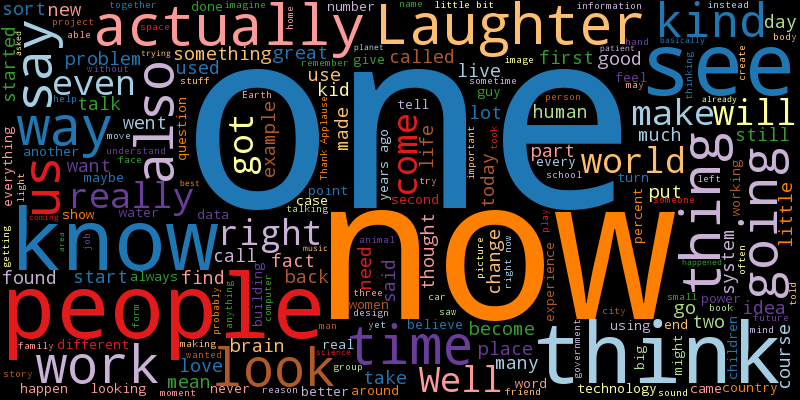 sort new project able actually space home Laughter number name little bit information instead kind day
together imagine done hand basically body
started asked say problem something great called remember planet image first good patient see
even used without trying use give live sometime guy feel may thinking create
stuff help talk question
Earth kid tell person already
way also went move got example Thank Applause made years ago come lot human make will
another understand face life important took part much still
everything want maybe light really best point case try today every school world turn left working thing going
us coming show water data talking second put percent someone little
one
know right now
getting area job call music animal thought picture change right now experience play system often happened
found start always find fact back need said three women design car saw become city small power go book idea future told
people form probably anything building computer man yet believe place many using government end two might children mind
family different making wanted brain science real time group big think course
work story love look Well word technology sound came country
happen looking moment mean never reason better around take friend